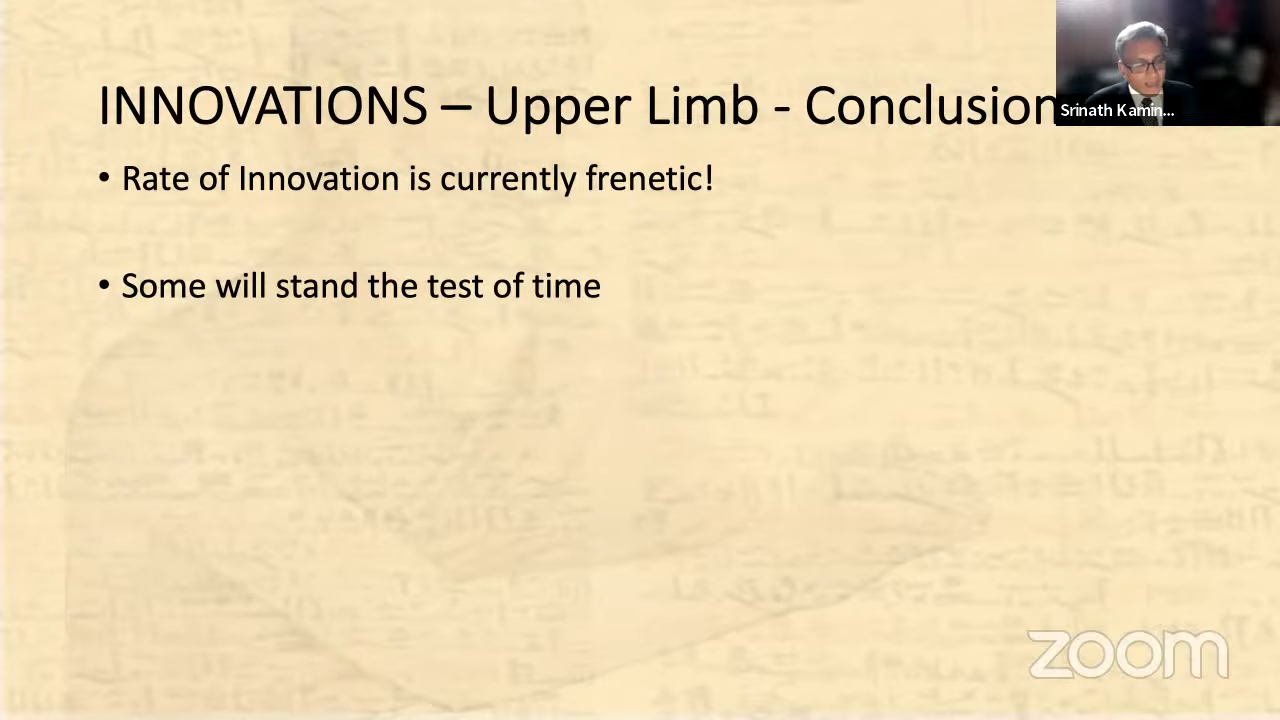 INNOVATIONS – Upper Limb - Conclusion
Srinath Kamin...
• Rate of Innovation is currently frenetic!
• Some will stand the test of time
zoom